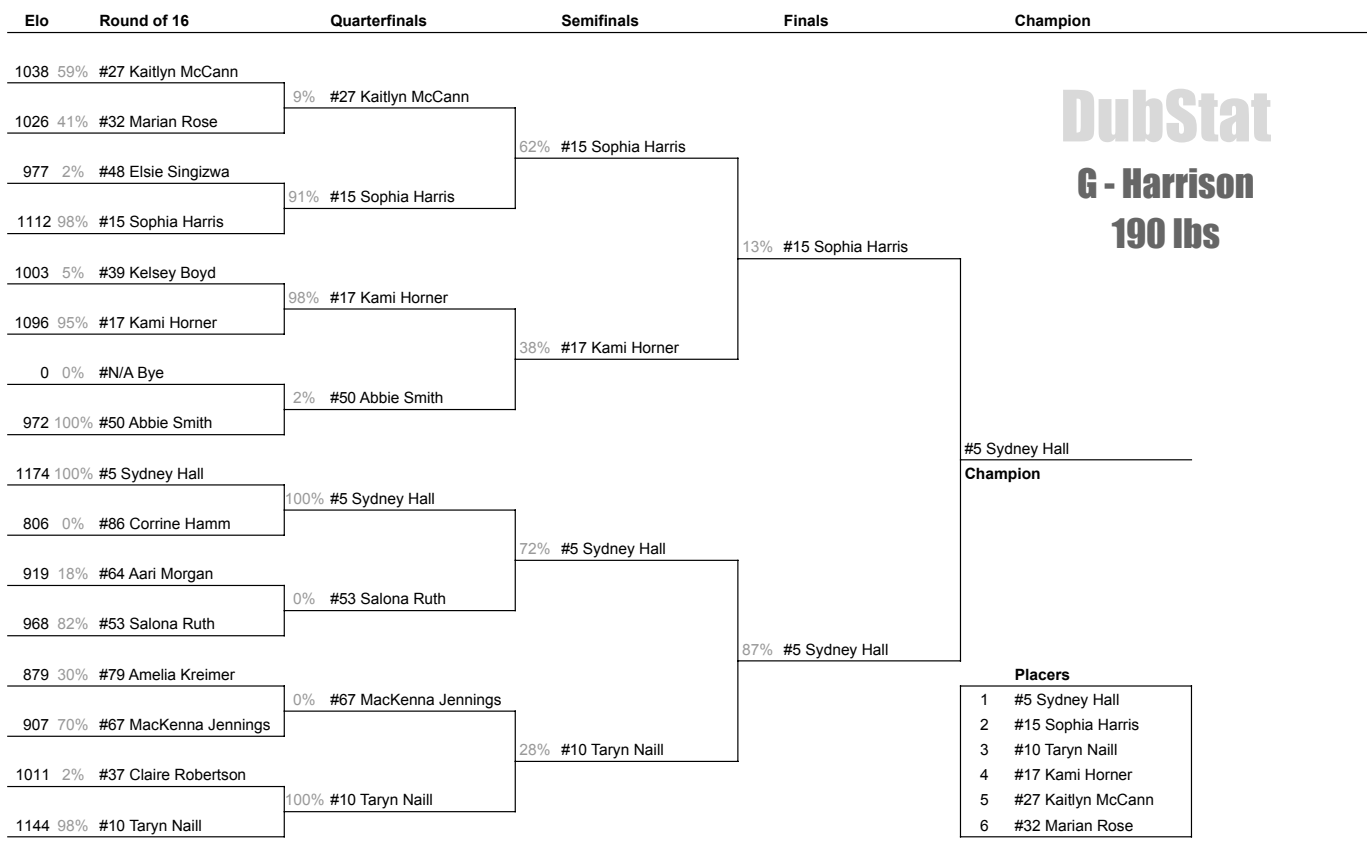 Elo Round of 16 Quarterfinals Semifinals Finals Champion
1038 59% #27 Kaitlyn McCann
9% #27 Kaitlyn McCann
DubStat
1026 41% #32 Marian Rose
62% #15 Sophia Harris
977 2% #48 Elsie Singizwa
G - Harrison
91% #15 Sophia Harris
1112 98% #15 Sophia Harris
190 lbs
13% #15 Sophia Harris
1003 5% #39 Kelsey Boyd
98% #17 Kami Horner
1096 95% #17 Kami Horner
38% #17 Kami Horner
0 0% #N/A Bye
2% #50 Abbie Smith
972 100% #50 Abbie Smith
#5 Sydney Hall
1174 100% #5 Sydney Hall
Champion
100% #5 Sydney Hall
806 0% #86 Corrine Hamm
72% #5 Sydney Hall
919 18% #64 Aari Morgan
0% #53 Salona Ruth
968 82% #53 Salona Ruth
87% #5 Sydney Hall
879 30% #79 Amelia Kreimer
Placers
0% #67 MacKenna Jennings
1 #5 Sydney Hall
907 70% #67 MacKenna Jennings
2 #15 Sophia Harris
28% #10 Taryn Naill
3 #10 Taryn Naill
1011 2% #37 Claire Robertson
4 #17 Kami Horner
100% #10 Taryn Naill
5 #27 Kaitlyn McCann
1144 98% #10 Taryn Naill
6 #32 Marian Rose